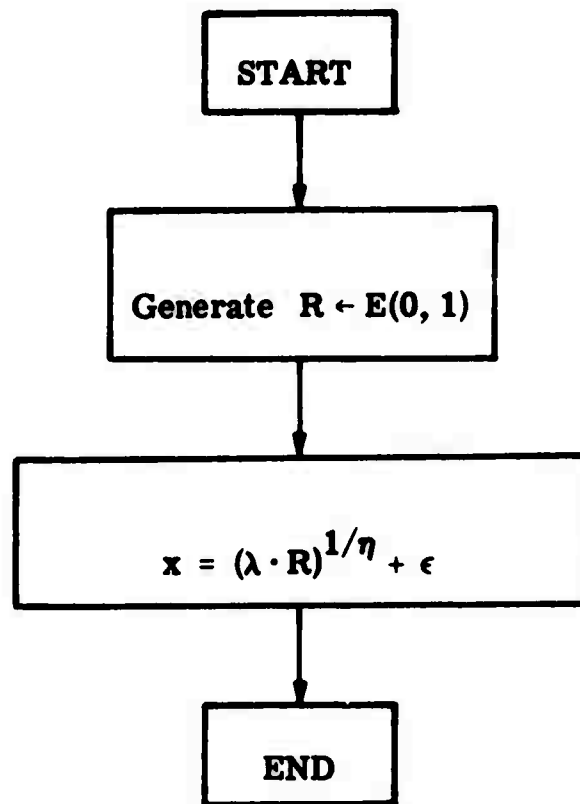 START
Generate R ← E(0, 1)
x = (λ · R)^{1/η} + ϵ
END